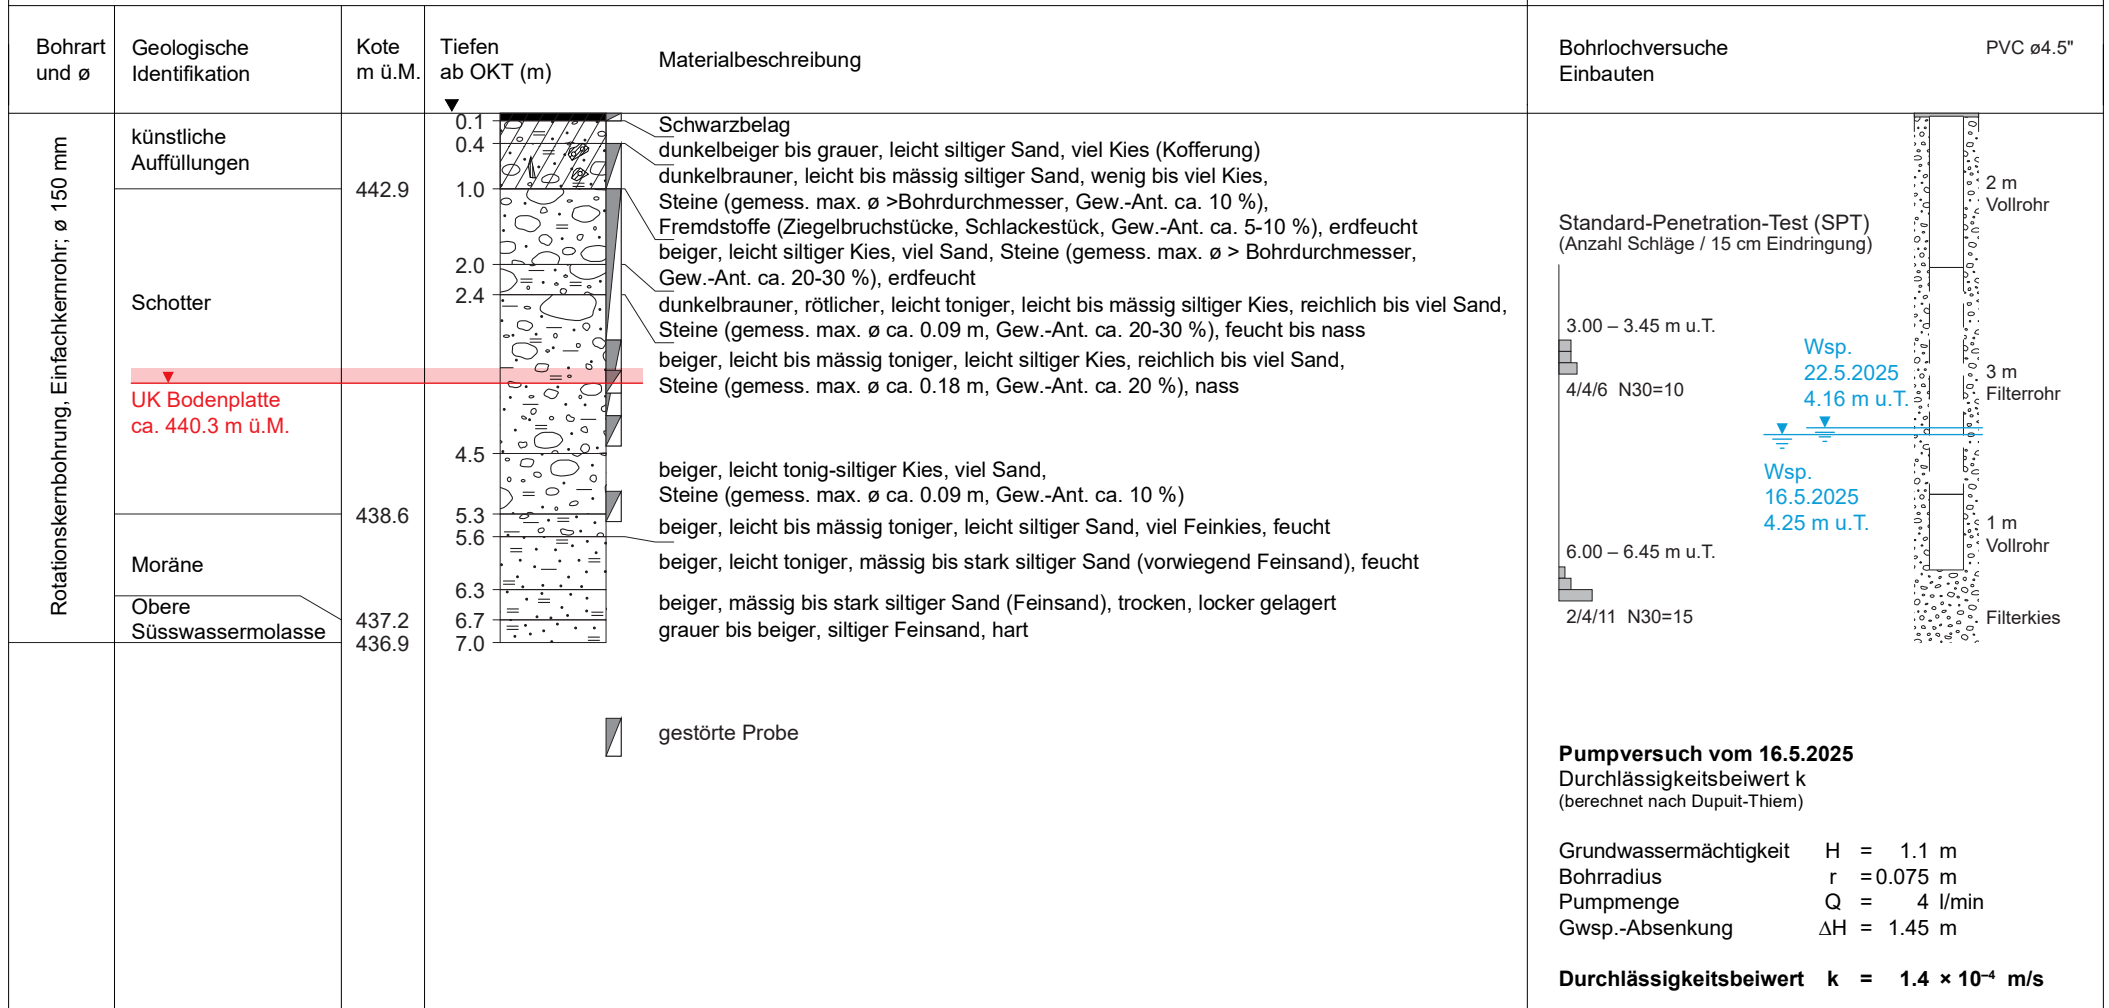 Bohrart
und ø
Geologische
Identifikation
Kote
m ü.M.
Tiefen
ab OKT (m)
Materialbeschreibung
Bohrlochversuche
Einbauten
PVC ø4.5"
Rotationskernbohrung, Einfachkernrohr; ø 150 mm
künstliche
Auffüllungen
Schotter
UK Bodenplatte
ca. 440.3 m ü.M.
Moräne
Obere
Süsswassermolasse
442.9
438.6
437.2
436.9
0.1
0.4
1.0
2.0
2.4
4.5
5.3
5.6
6.3
6.7
7.0
Schwarzbelag
dunkelbeiger bis grauer, leicht siltiger Sand, viel Kies (Kofferung)
dunkelbrauner, leicht bis mässig siltiger Sand, wenig bis viel Kies,
Steine (gemess. max. ø >Bohrdurchmesser, Gew.-Ant. ca. 10 %),
Fremdstoffe (Ziegelbruchstücke, Schlackestück, Gew.-Ant. ca. 5-10 %), erdfeucht
beiger, leicht siltiger Kies, viel Sand, Steine (gemess. max. ø > Bohrdurchmesser,
Gew.-Ant. ca. 20-30 %), erdfeucht
dunkelbrauner, rötlicher, leicht toniger, leicht bis mässig siltiger Kies, reichlich bis viel Sand,
Steine (gemess. max. ø ca. 0.09 m, Gew.-Ant. ca. 20-30 %), feucht bis nass
beiger, leicht bis mässig toniger, leicht siltiger Kies, reichlich bis viel Sand,
Steine (gemess. max. ø ca. 0.18 m, Gew.-Ant. ca. 20 %), nass
beiger, leicht tonig-siltiger Kies, viel Sand,
Steine (gemess. max. ø ca. 0.09 m, Gew.-Ant. ca. 10 %)
beiger, leicht bis mässig toniger, leicht siltiger Sand, viel Feinkies, feucht
beiger, leicht toniger, mässig bis stark siltiger Sand (vorwiegend Feinsand), feucht
beiger, mässig bis stark siltiger Sand (Feinsand), trocken, locker gelagert
grauer bis beiger, siltiger Feinsand, hart
gestörte Probe
Standard-Penetration-Test (SPT)
(Anzahl Schläge / 15 cm Eindringung)
3.00 – 3.45 m u.T.
4/4/6 N30=10
6.00 – 6.45 m u.T.
2/4/11 N30=15
Wsp.
22.5.2025
4.16 m u.T.
Wsp.
16.5.2025
4.25 m u.T.
2 m
Vollrohr
3 m
Filterrohr
1 m
Vollrohr
Filterkies
Pumpversuch vom 16.5.2025
Durchlässigkeitsbeiwert k
(berechnet nach Dupuit-Thiem)
Grundwassermächtigkeit H = 1.1 m
Bohrradius r = 0.075 m
Pumpmenge Q = 4 l/min
Gwsp.-Absenkung ΔH = 1.45 m
Durchlässigkeitsbeiwert k = 1.4 × 10⁻⁴ m/s